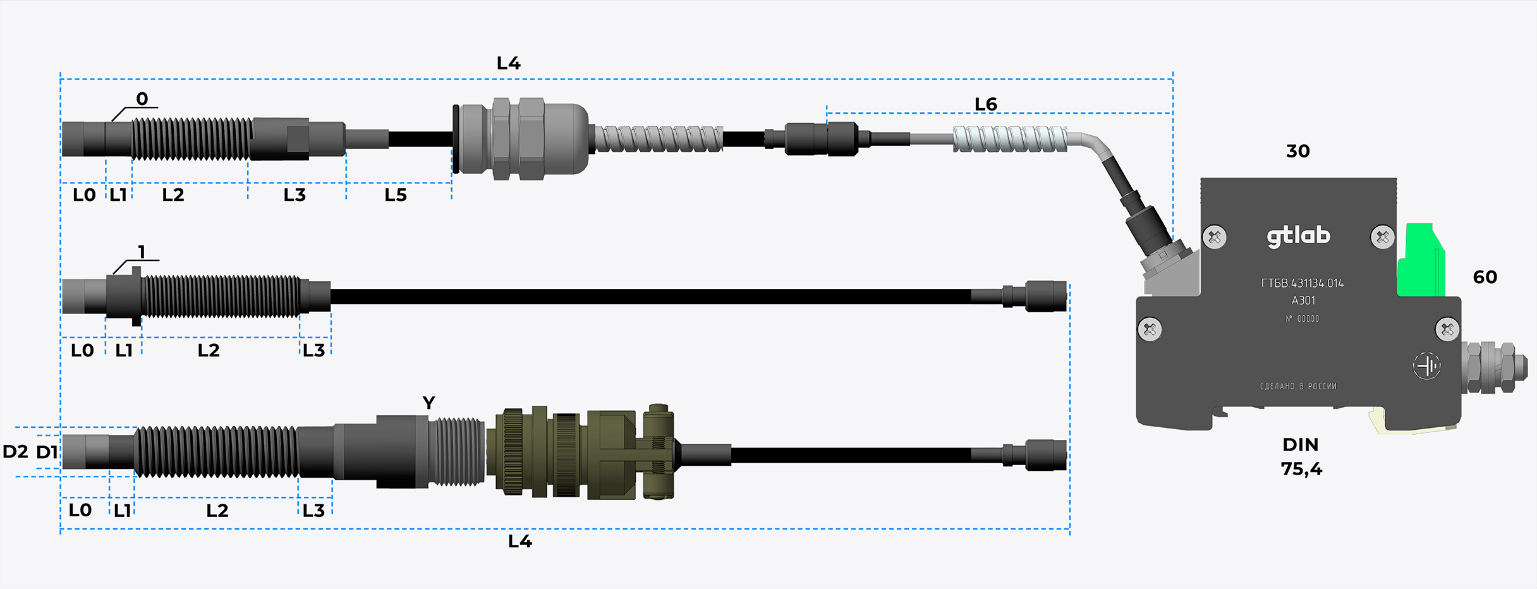 L4
0
L6
L0
L1
L2
L3
L5
30
gtlab
ГТБВ.431134.014
А301
№ 00000
60
СДЕЛАНО В РОССИИ
DIN
75,4
1
L0
L1
L2
L3
Y
D2
D1
L0
L1
L2
L3
L4